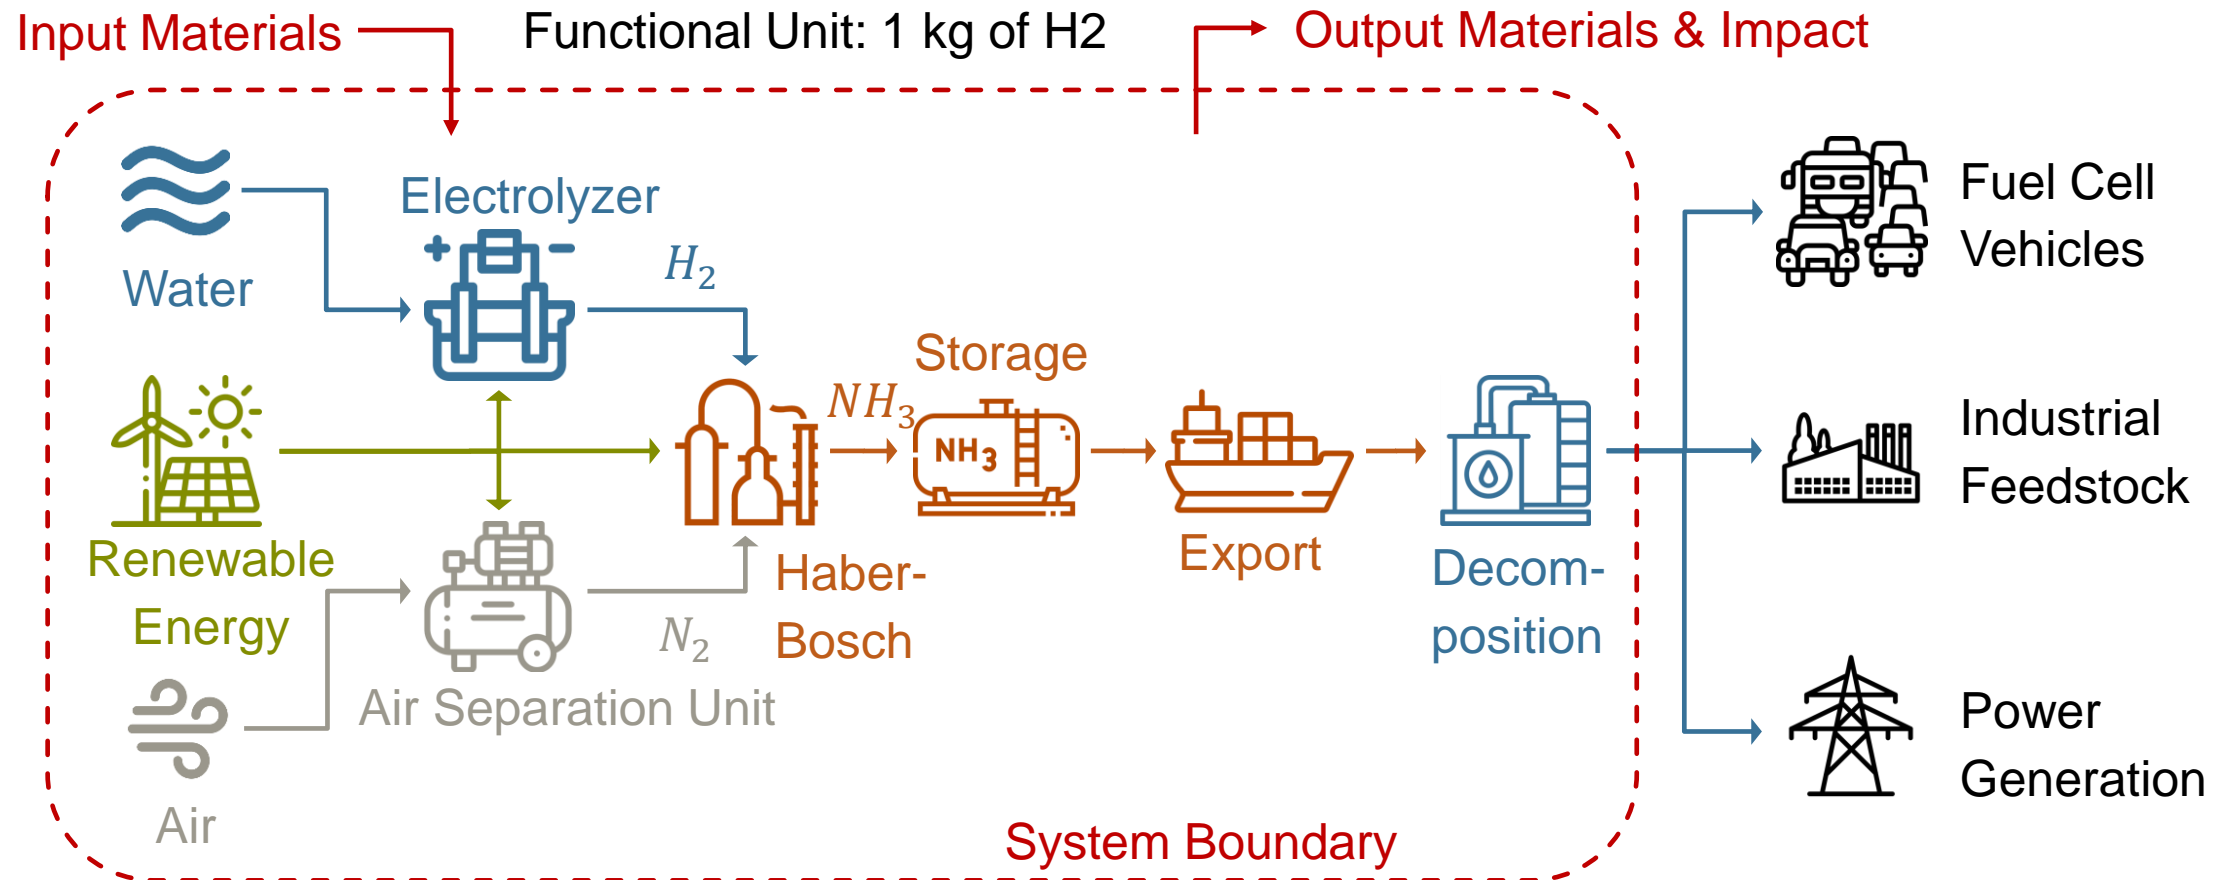 Input Materials
Functional Unit: 1 kg of H2
Output Materials & Impact
Water
Electrolyzer
H₂
Renewable
Energy
Air
Air Separation Unit
N₂
Haber-
Bosch
NH₃
Storage
NH₃
Export
Decom-
position
System Boundary
Fuel Cell
Vehicles
Industrial
Feedstock
Power
Generation